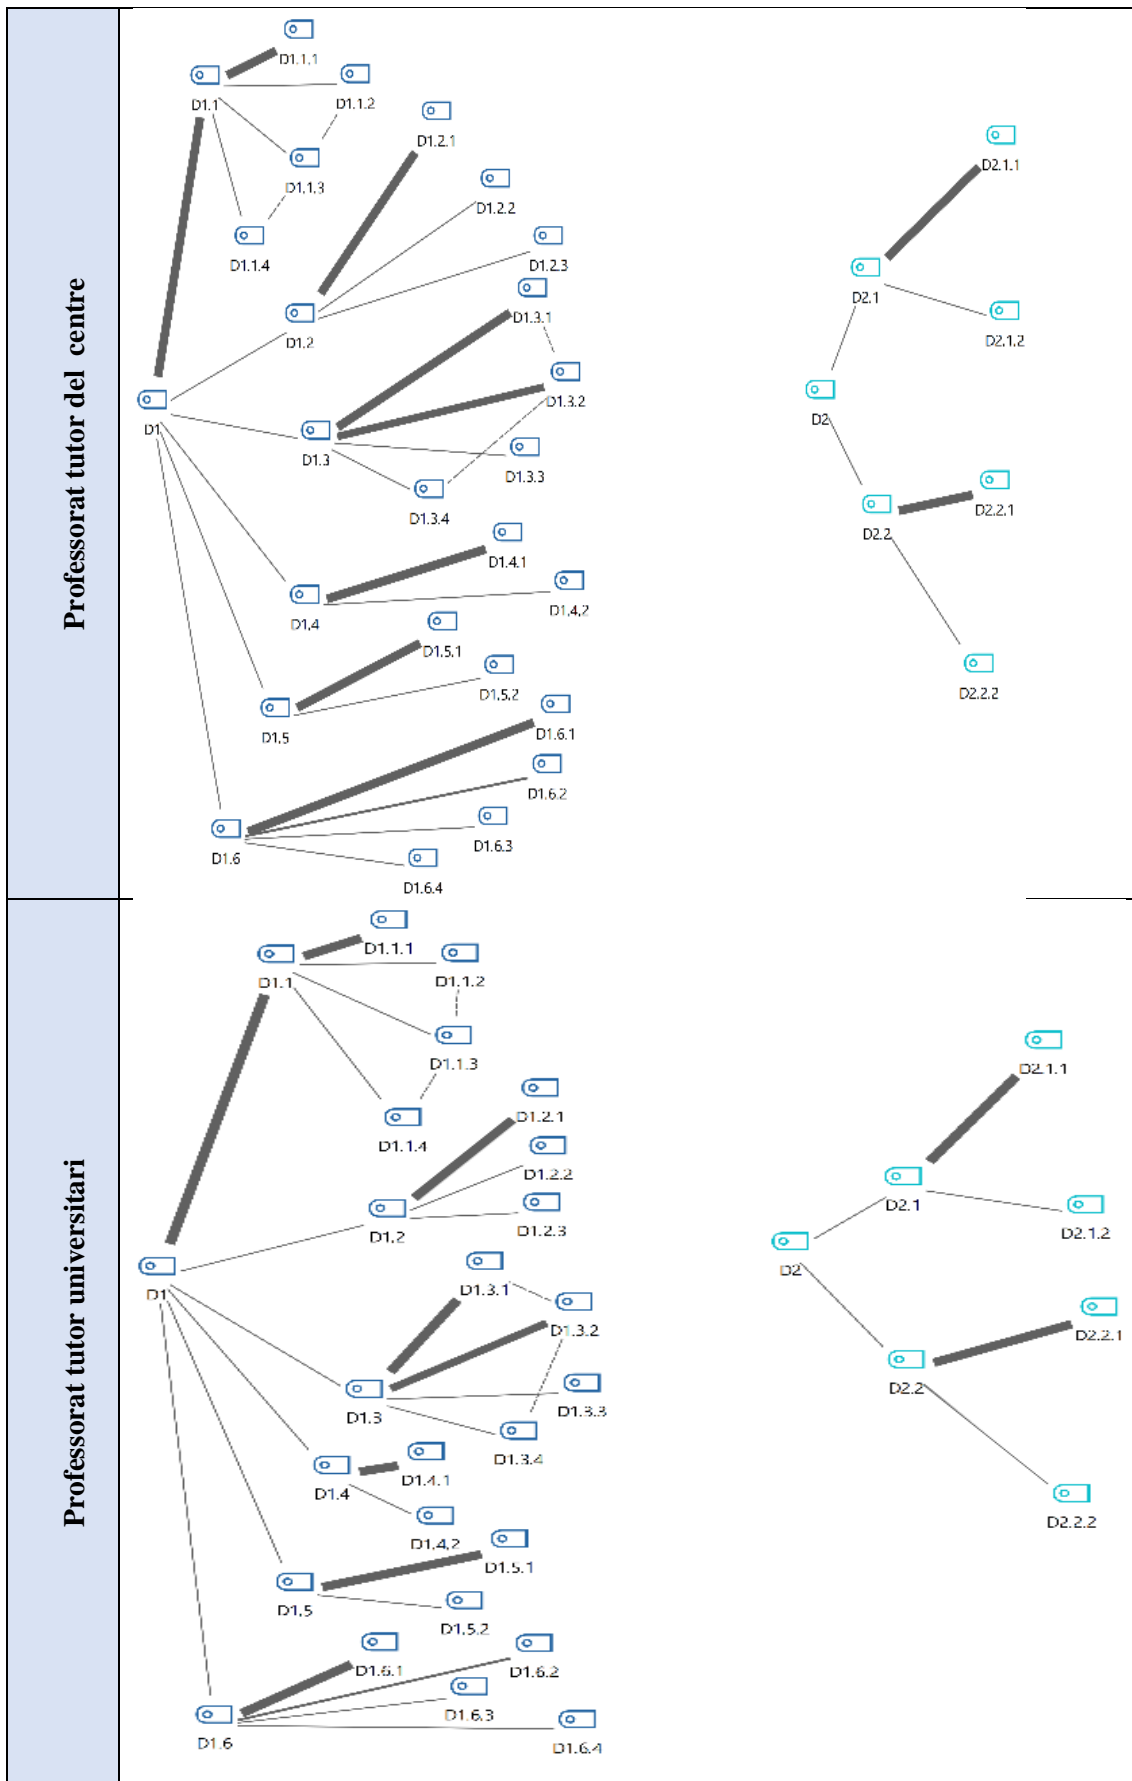 Professorat tutor del centre
D1.1.1
D1.1
D1.1.2
D1.2.1
D1.1.3
D1.2.2
D1.1.4
D1.2.3
D1.3.1
D1.2
D1.3.2
D1
D1.3
D1.3.3
D1.3.4
D1.4.1
D1.4.2
D1.4
D1.5.1
D1.5.2
D1.5
D1.6.1
D1.6.2
D1.6.3
D1.6
D1.6.4
D2.1.1
D2.1
D2.1.2
D2
D2.2.1
D2.2
D2.2.2
Professorat tutor universitari
D1.1.1
D1.1
D1.1.2
D1.1.3
D1.2.1
D1.1.4
D1.2.2
D1.2.3
D1.2
D1.3.1
D1
D1.3.2
D1.3.3
D1.3
D1.3.4
D1.4.1
D1.4
D1.4.2
D1.5.1
D1.5
D1.5.2
D1.6.1
D1.6.2
D1.6.3
D1.6
D1.6.4
D2.1.1
D2.1
D2.1.2
D2
D2.2.1
D2.2
D2.2.2